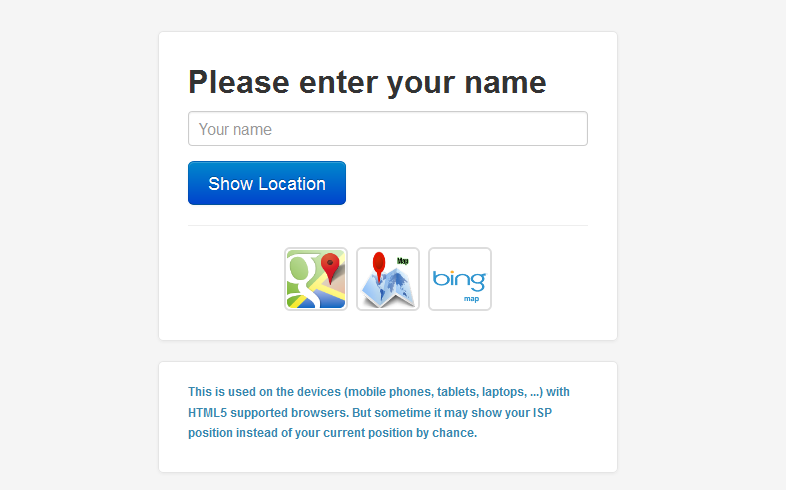 Please enter your name
Your name
Show Location
g
Map
bing
map
This is used on the devices (mobile phones, tablets, laptops, ...) with
HTML5 supported browsers. But sometime it may show your ISP
position instead of your current position by chance.